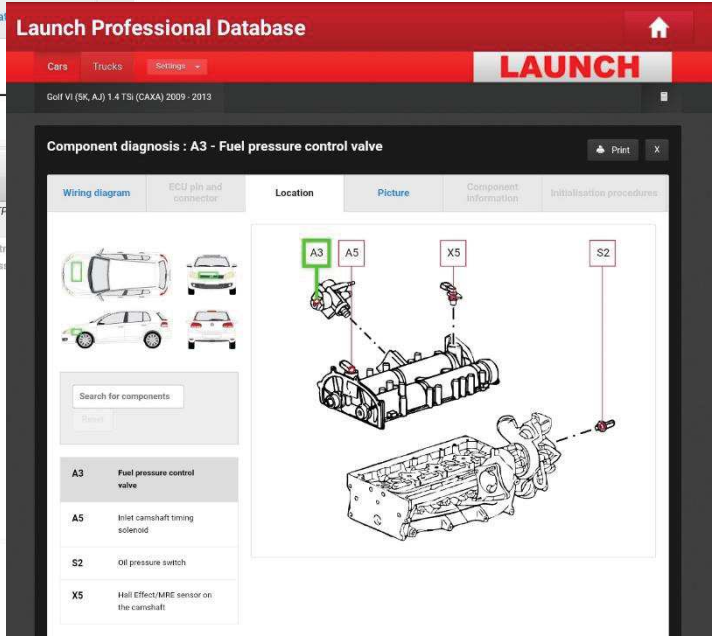 Launch Professional Database
Cars Trucks Settings
LAUNCH
Golf VI (5K, AJ) 1.4 TSi (CAXA) 2009 - 2013
Component diagnosis : A3 - Fuel pressure control valve
Print X
Wiring diagram
ECU pin and
connector
Location
Picture
Component
information
Initialisation procedures
A3 A5 X5 S2
Search for components
Reset
A3 Fuel pressure control
valve
A5 Inlet camshaft timing
solenoid
S2 Oil pressure switch
X5 Hall Effect/MRE sensor on
the camshaft